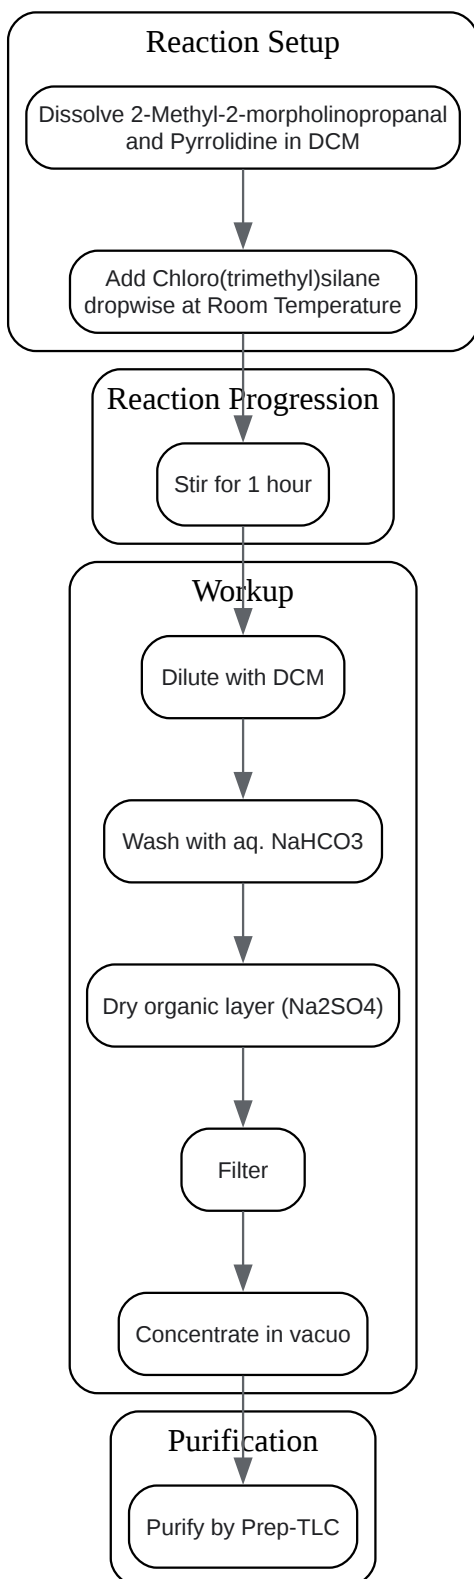 Reaction Setup
Dissolve 2-Methyl-2-morpholinopropanal
and Pyrrolidine in DCM
Add Chloro(trimethyl)silane
dropwise at Room Temperature
Reaction Progression
Stir for 1 hour
Workup
Dilute with DCM
Wash with aq. NaHCO3
Dry organic layer (Na2SO4)
Filter
Concentrate in vacuo
Purification
Purify by Prep-TLC